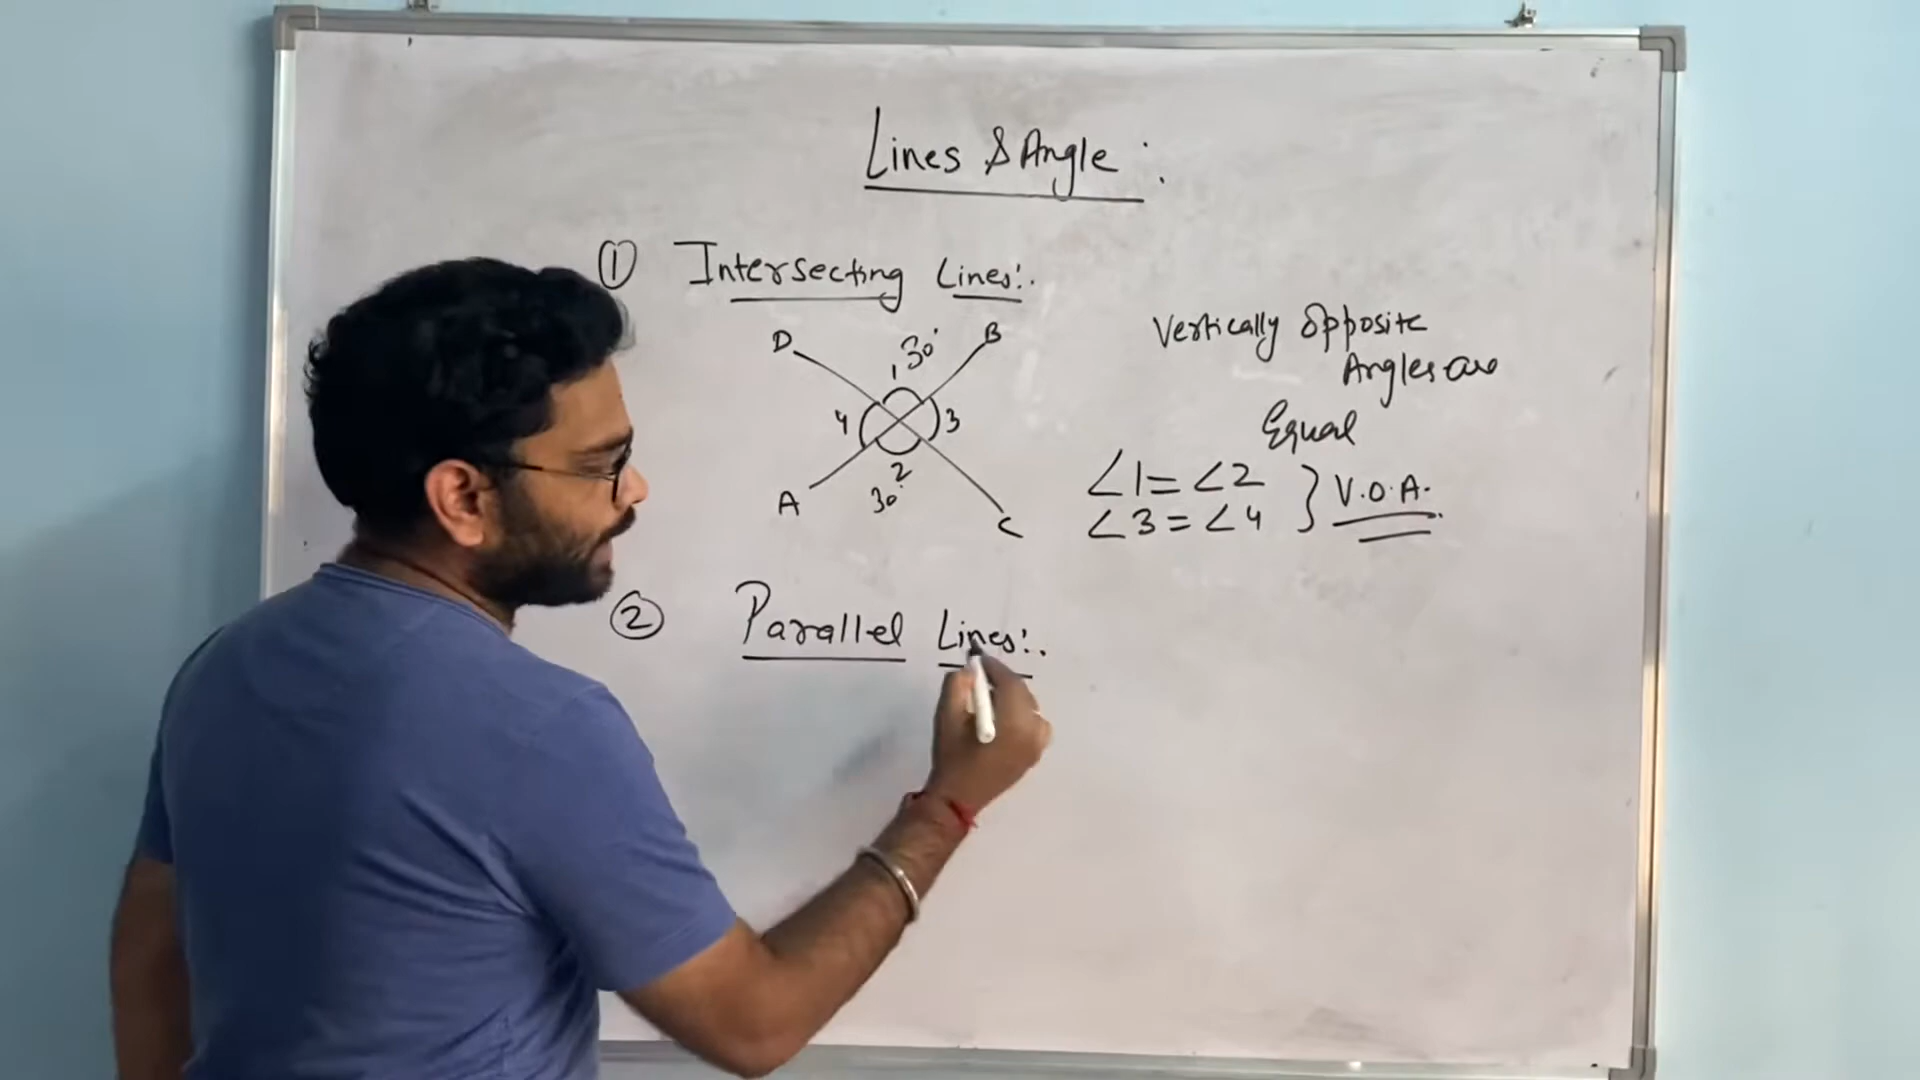 Lines & Angle :
① Intersecting Lines:.
D
30°
B
1
4
3
2
A
30°
C
Vertically opposite
Angles are
Equal
∠1 = ∠2
∠3 = ∠4
} V.O.A.
② Parallel Lines:.